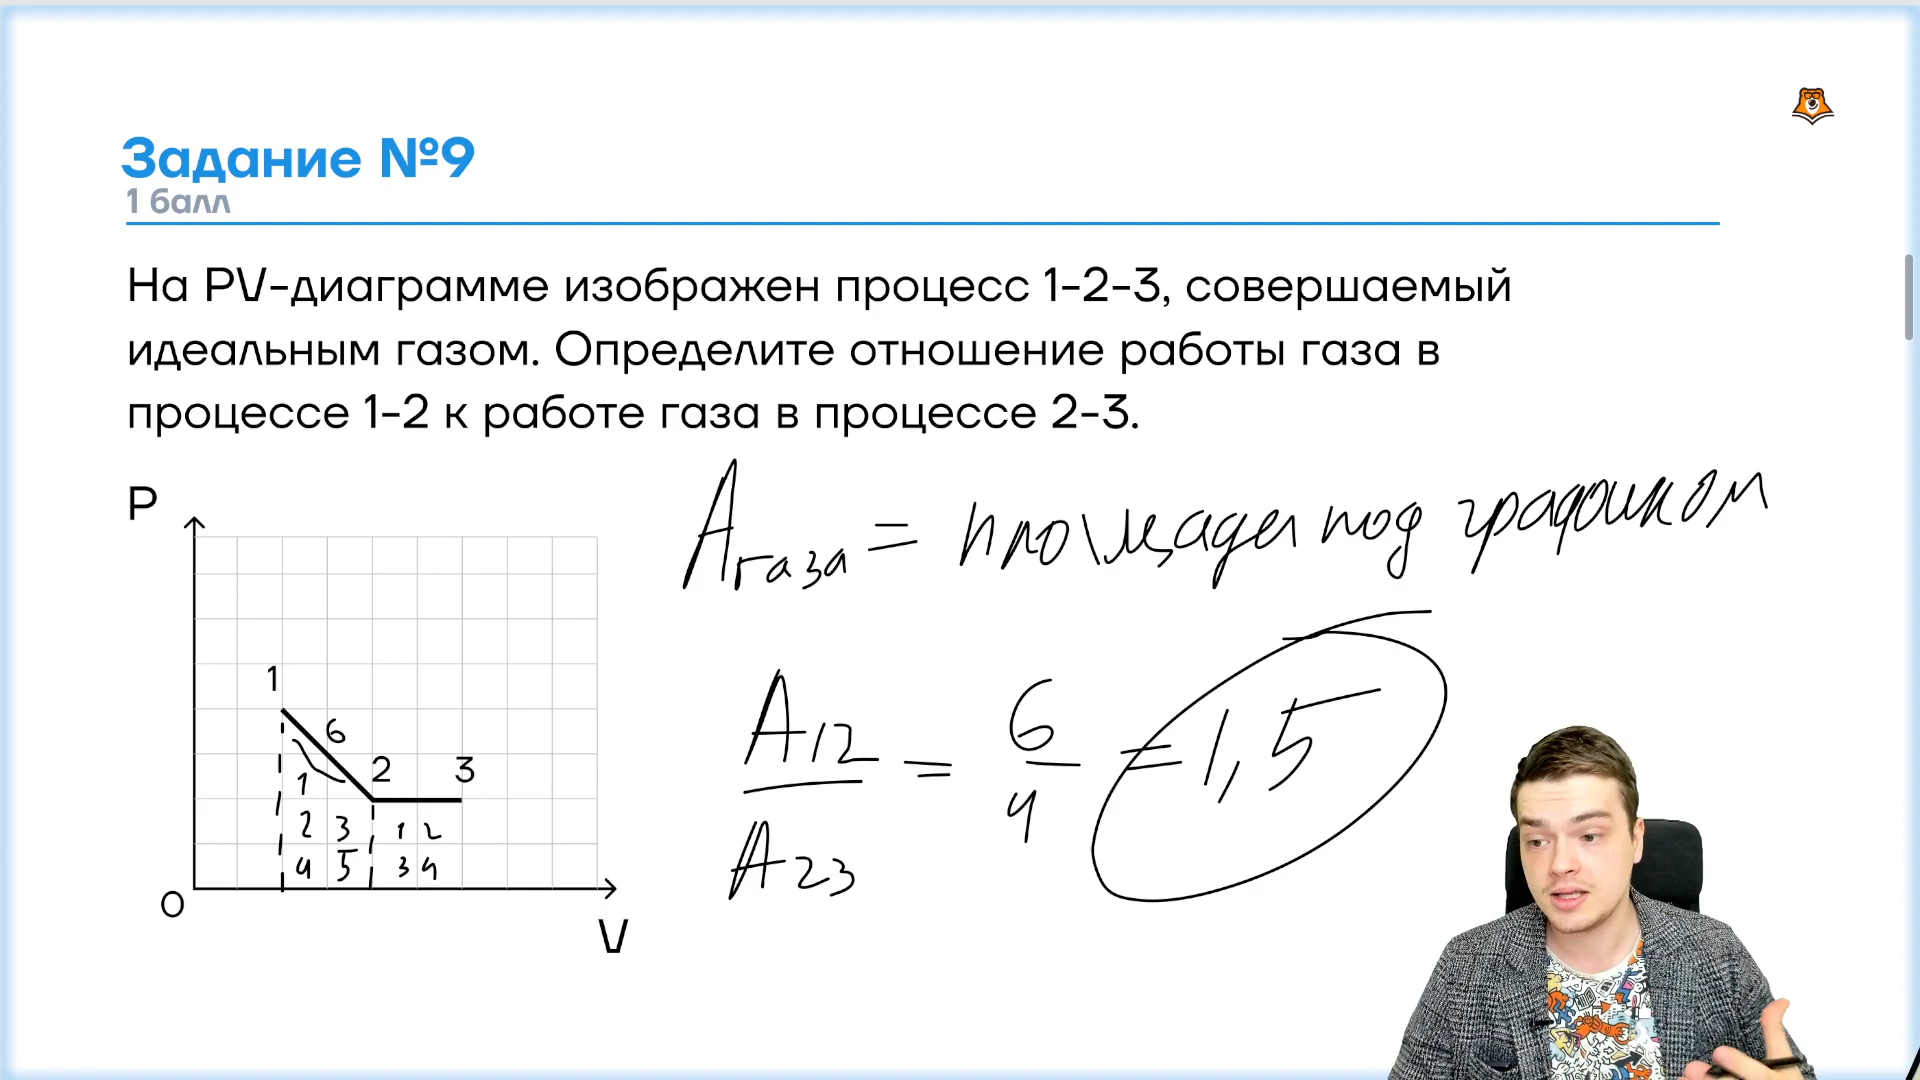 Задание №9
1 балл
На PV-диаграмме изображен процесс 1-2-3, совершаемый
идеальным газом. Определите отношение работы газа в
процессе 1-2 к работе газа в процессе 2-3.
P
A газа = площади под графиком
1
6
2
3
1
2 3 1 2
4 5 3 4
O
V
A12
A23
= 6/4 = 1,5